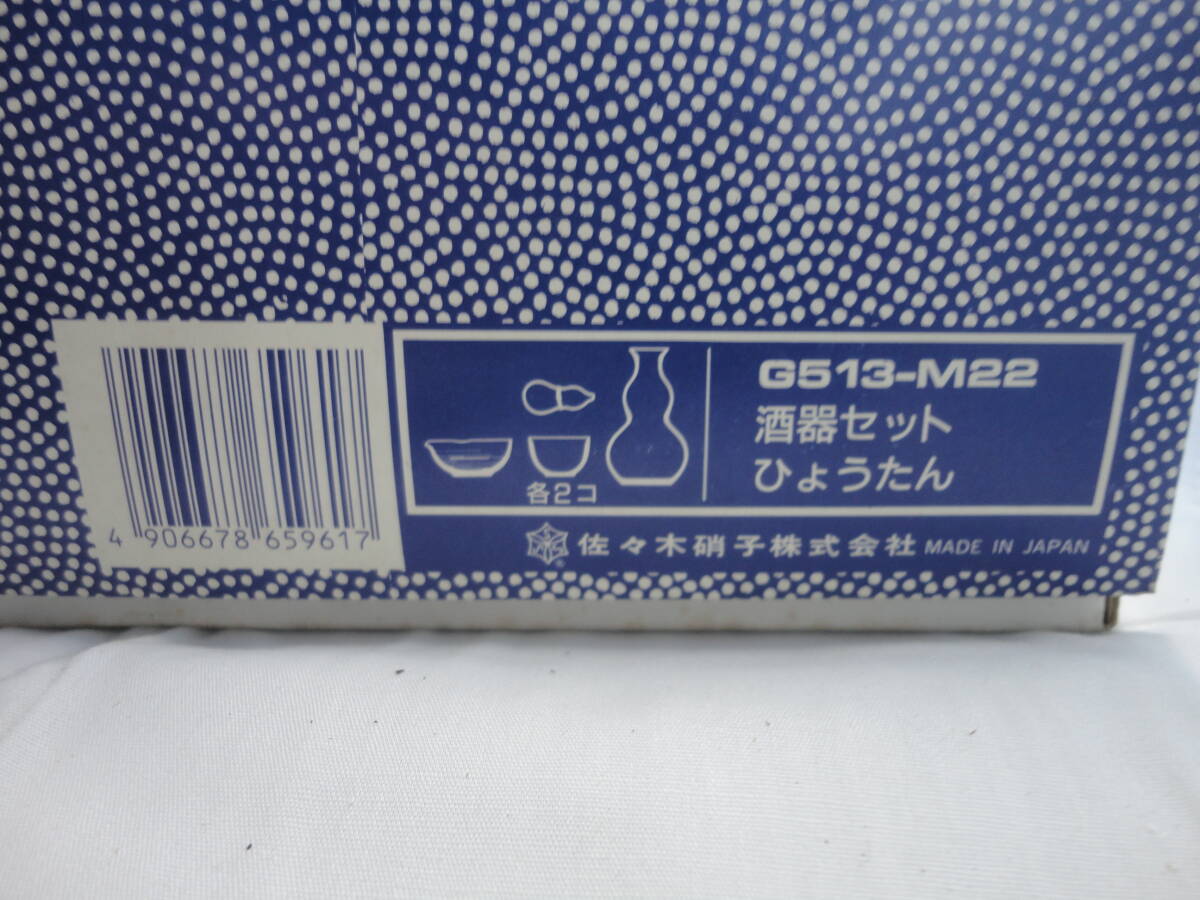 4 906678 659617
各2コ
G513-M22
酒器セット
ひょうたん
佐々木硝子株式会社 MADE IN JAPAN